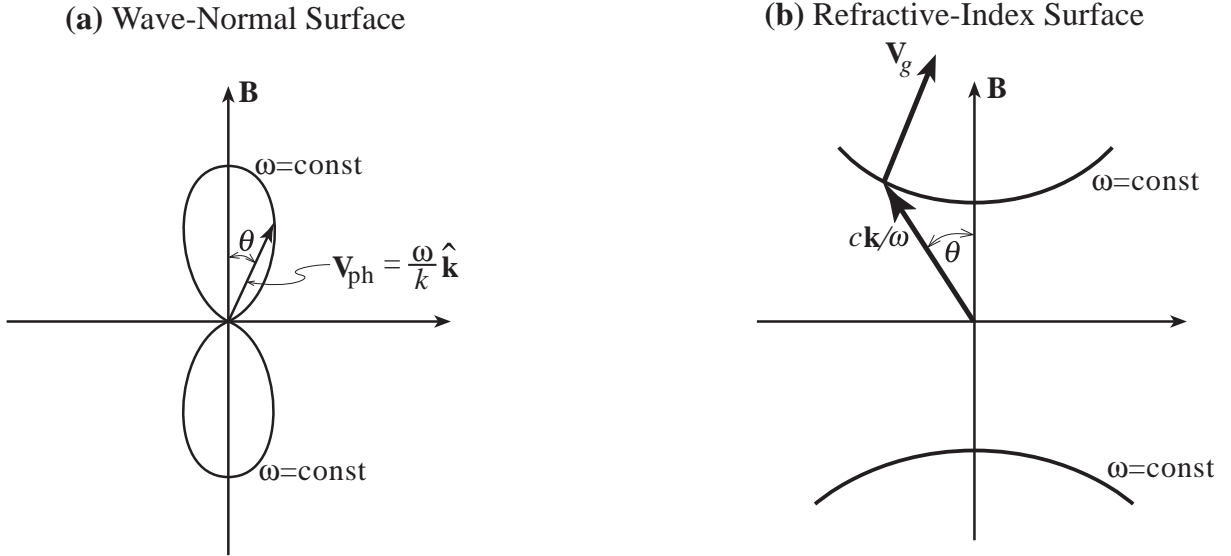 (a) Wave-Normal Surface
B
ω=const
θ
V_ph = ω/k k̂
ω=const
(b) Refractive-Index Surface
V_g
B
ω=const
ck/ω
θ
ω=const